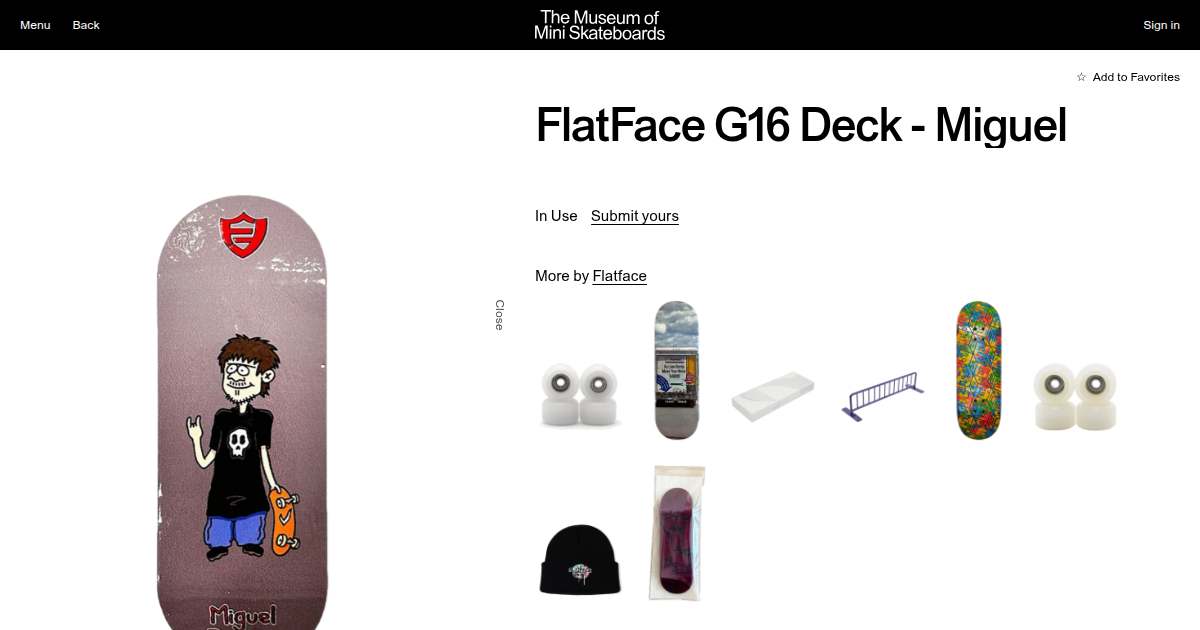 Menu
Back
The Museum of
Mini Skateboards
Sign in
☆ Add to Favorites
FlatFace G16 Deck - Miguel
In Use Submit yours
More by Flatface
Close
Miguel